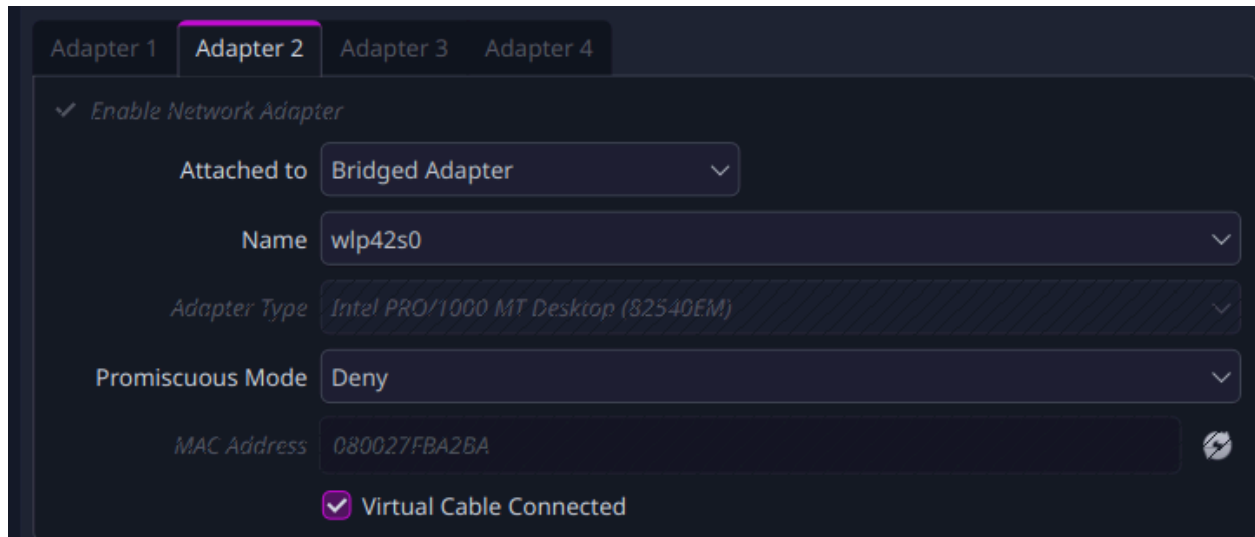 Adapter 1 Adapter 2 Adapter 3 Adapter 4
Enable Network Adapter
Attached to Bridged Adapter
Name wlp42s0
Adapter Type Intel PRO/1000 MT Desktop (82540EM)
Promiscuous Mode Deny
MAC Address 080027FBA2BA
Virtual Cable Connected